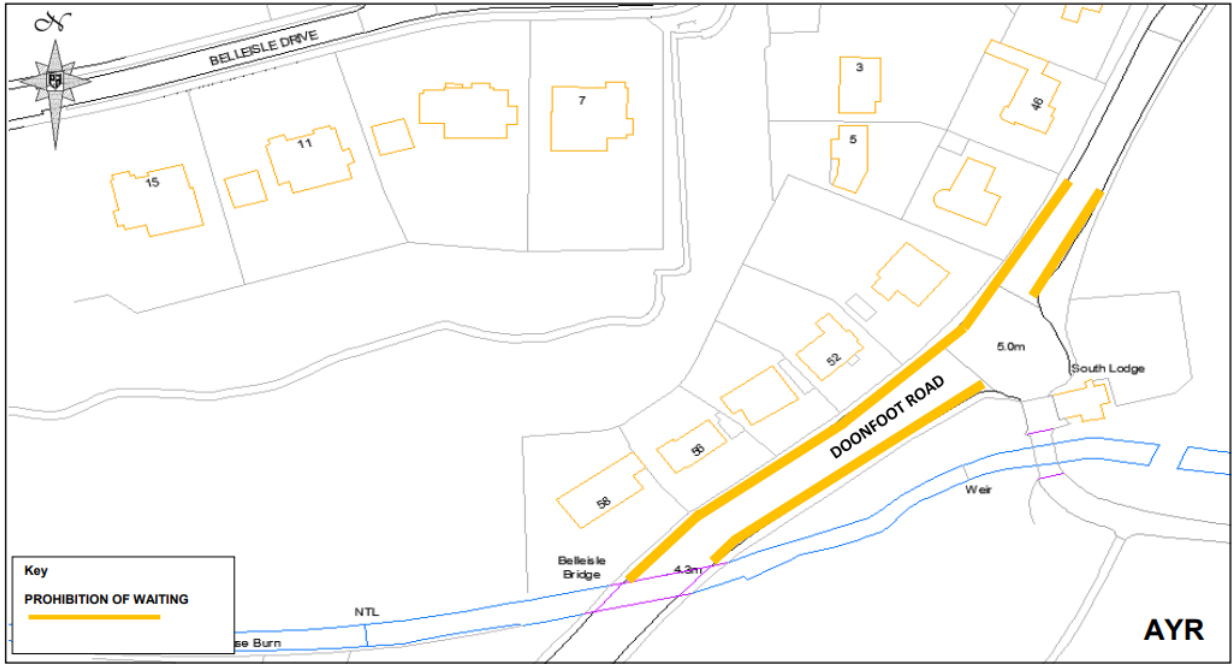 N
BELLEISLE DRIVE
3
7
46
11
5
15
5.0m
52
South Lodge
DOONFOOT ROAD
56
58
Weir
Belleisle
Bridge
4.3m
Key
PROHIBITION OF WAITING
NTL
se Burn
AYR